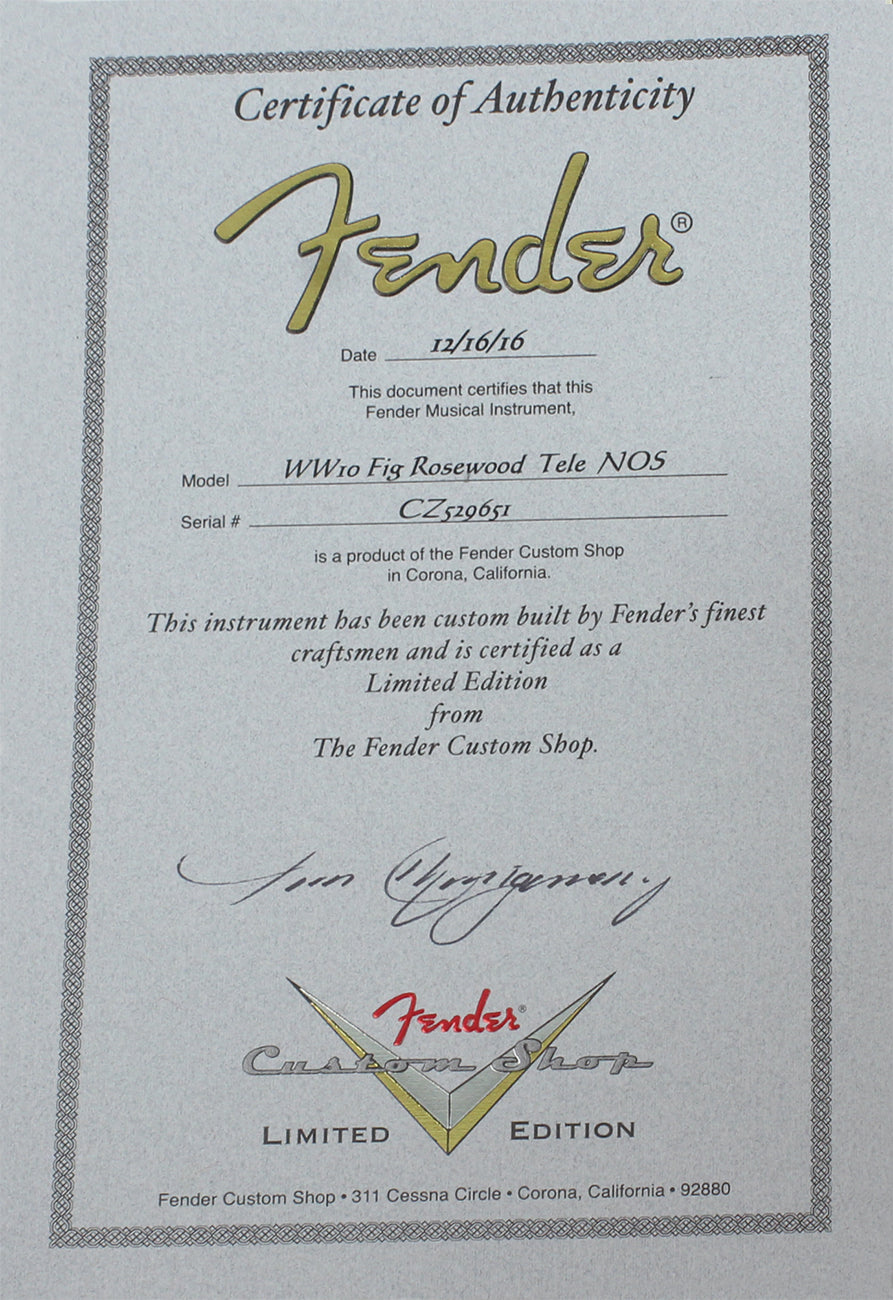 Certificate of Authenticity
Fender®
Date 12/16/16
This document certifies that this
Fender Musical Instrument,
Model WW10 Fig Rosewood Tele NOS
Serial # CZ529651
is a product of the Fender Custom Shop
in Corona, California.
This instrument has been custom built by Fender's finest
craftsmen and is certified as a
Limited Edition
from
The Fender Custom Shop.
Fender®
Custom Shop
LIMITED EDITION
Fender Custom Shop • 311 Cessna Circle • Corona, California • 92880